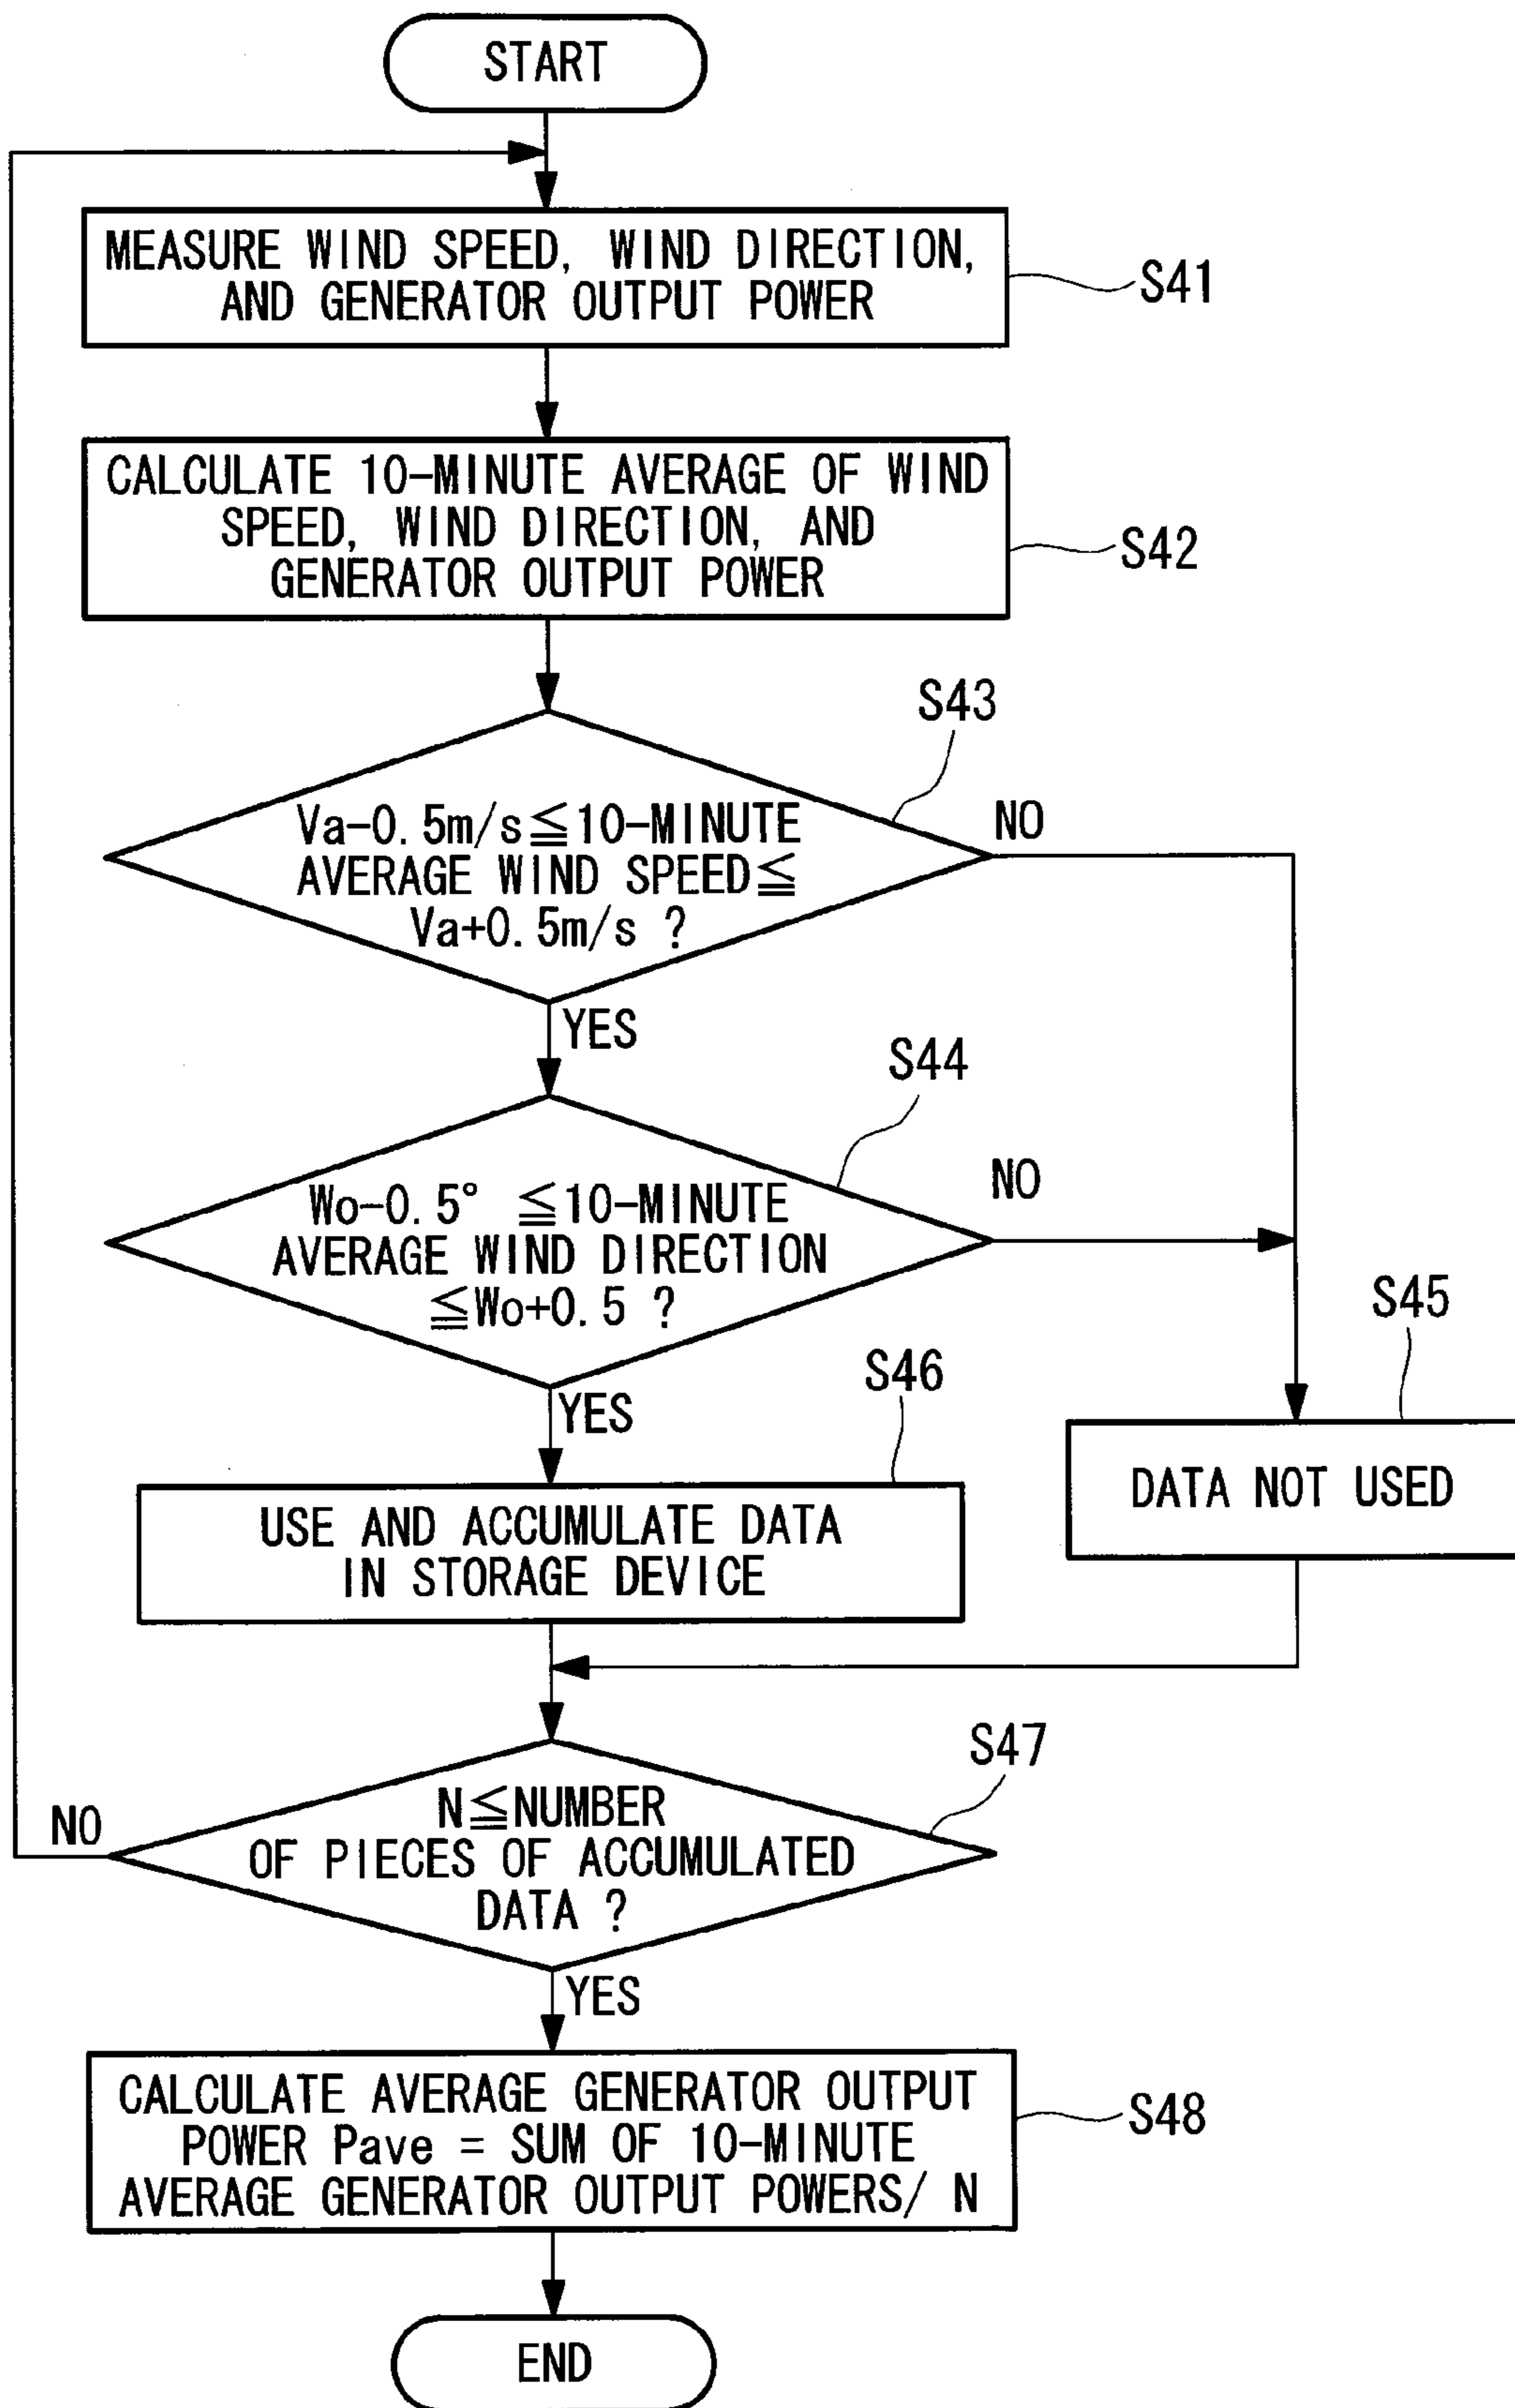 START
MEASURE WIND SPEED, WIND DIRECTION,
AND GENERATOR OUTPUT POWER
S41
CALCULATE 10-MINUTE AVERAGE OF WIND
SPEED, WIND DIRECTION, AND
GENERATOR OUTPUT POWER
S42
S43
Va-0.5m/s≦10-MINUTE
AVERAGE WIND SPEED≦
Va+0.5m/s ?
NO
YES
S44
Wo-0.5° ≦10-MINUTE
AVERAGE WIND DIRECTION
≦Wo+0.5 ?
NO
YES
S45
DATA NOT USED
S46
USE AND ACCUMULATE DATA
IN STORAGE DEVICE
S47
N≦NUMBER
OF PIECES OF ACCUMULATED
DATA ?
NO
YES
CALCULATE AVERAGE GENERATOR OUTPUT
POWER Pave = SUM OF 10-MINUTE
AVERAGE GENERATOR OUTPUT POWERS/ N
S48
END